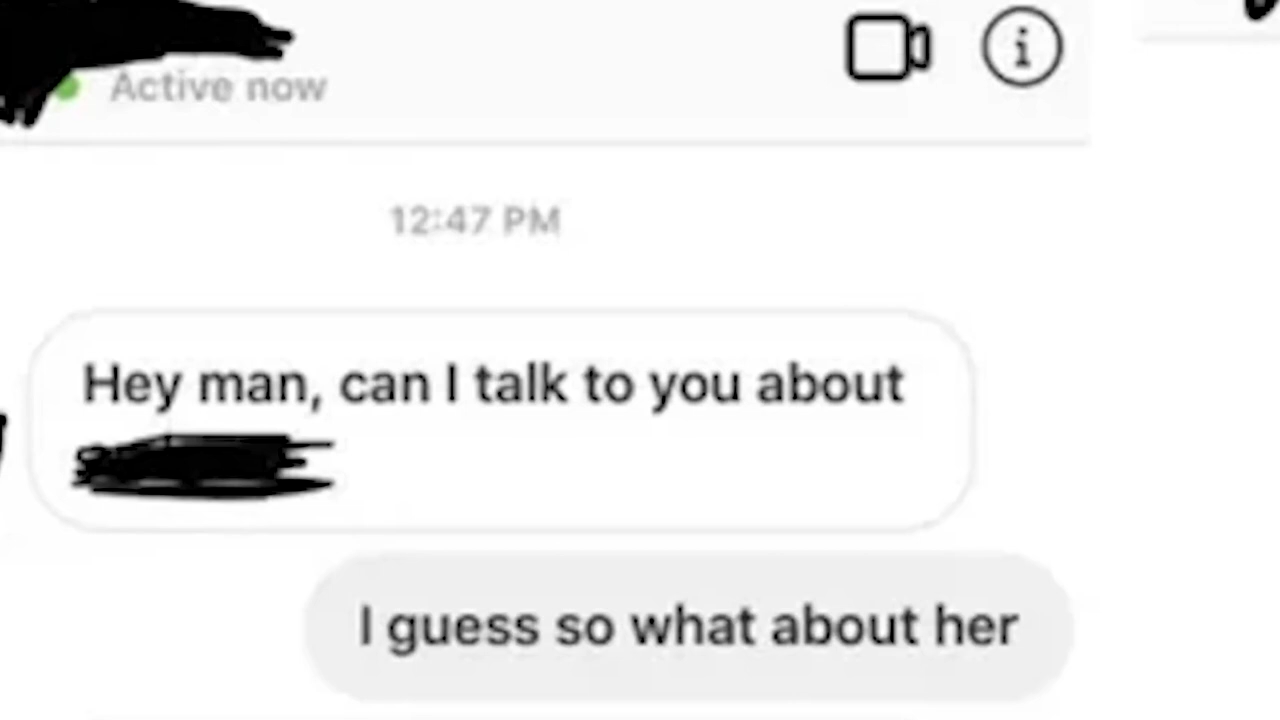 Active now
12:47 PM
Hey man, can I talk to you about
I guess so what about her